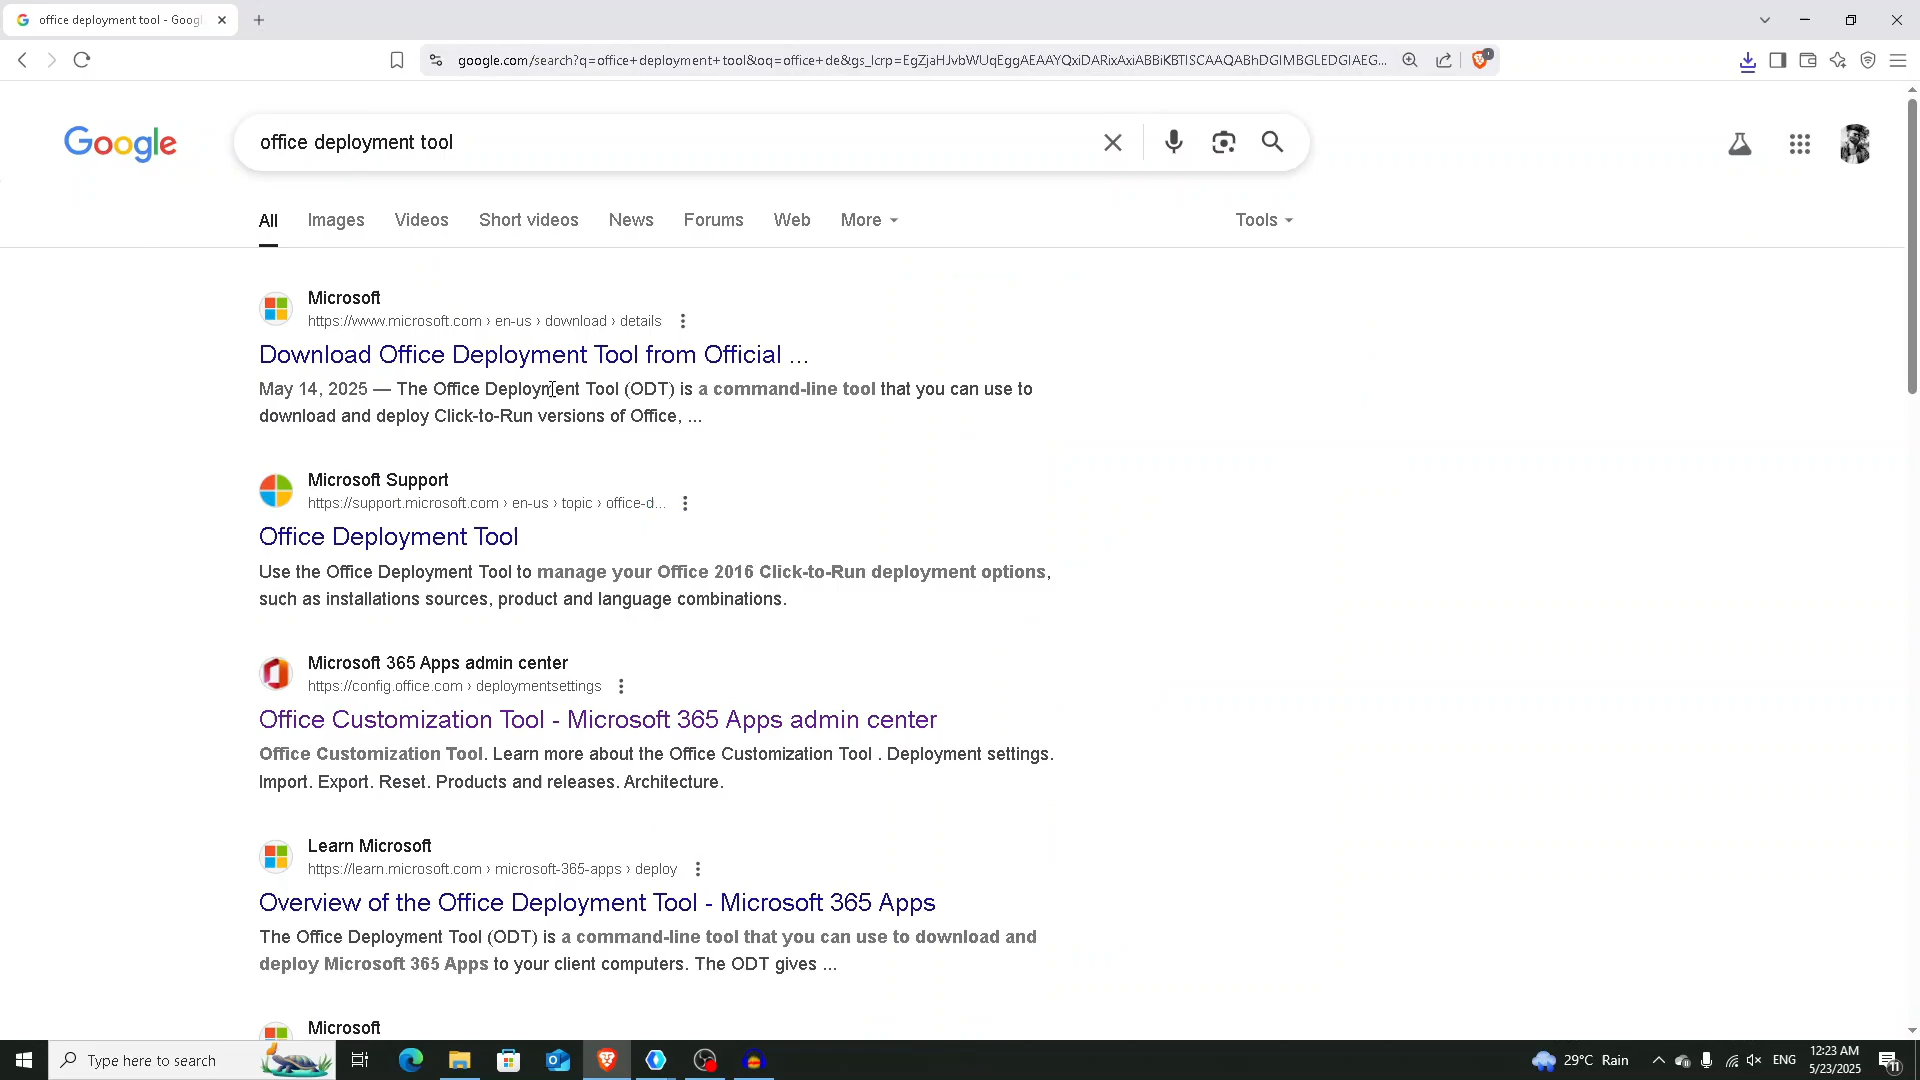 office deployment tool - Googl
google.com/search?q=office+deployment+tool&oq=office+de&gs_lcrp=EgZjaHJvbWUqEggAEAAYQxiDARixAxiABBiKBTISCAAQABhDGIMBGLEDGIAEG...
Google
office deployment tool
All Images Videos Short videos News Forums Web More Tools
Microsoft
https://www.microsoft.com › en-us › download › details
Download Office Deployment Tool from Official ...
May 14, 2025 — The Office Deployment Tool (ODT) is a command-line tool that you can use to
download and deploy Click-to-Run versions of Office, ...
Microsoft Support
https://support.microsoft.com › en-us › topic › office-d...
Office Deployment Tool
Use the Office Deployment Tool to manage your Office 2016 Click-to-Run deployment options,
such as installations sources, product and language combinations.
Microsoft 365 Apps admin center
https://config.office.com › deploymentsettings
Office Customization Tool - Microsoft 365 Apps admin center
Office Customization Tool. Learn more about the Office Customization Tool . Deployment settings.
Import. Export. Reset. Products and releases. Architecture.
Learn Microsoft
https://learn.microsoft.com › microsoft-365-apps › deploy
Overview of the Office Deployment Tool - Microsoft 365 Apps
The Office Deployment Tool (ODT) is a command-line tool that you can use to download and
deploy Microsoft 365 Apps to your client computers. The ODT gives ...
Microsoft
Type here to search
29°C Rain
ENG
12:23 AM
5/23/2025
11